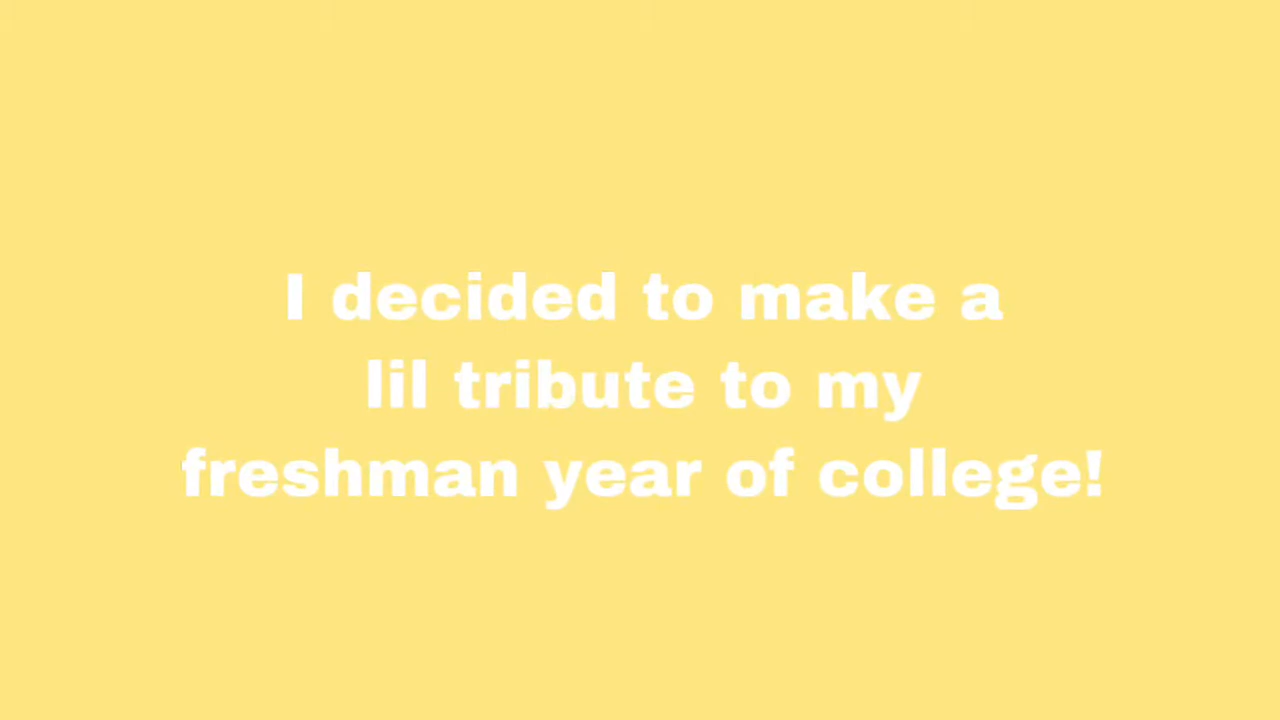 I decided to make a
lil tribute to my
freshman year of college!